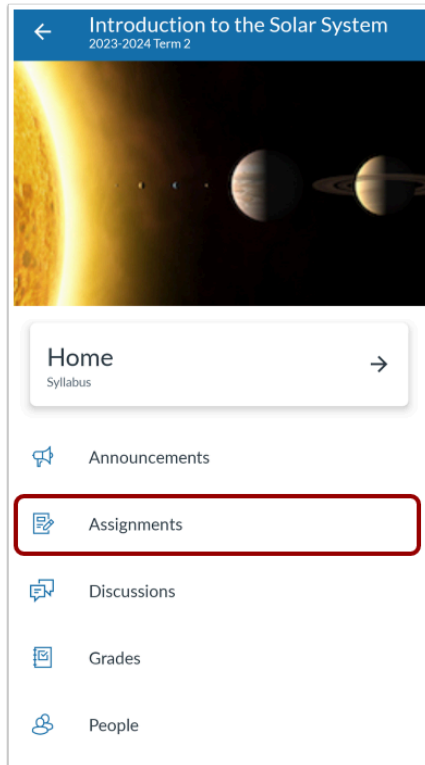 Introduction to the Solar System
2023-2024 Term 2
Home
Syllabus
Announcements
Assignments
Discussions
Grades
People